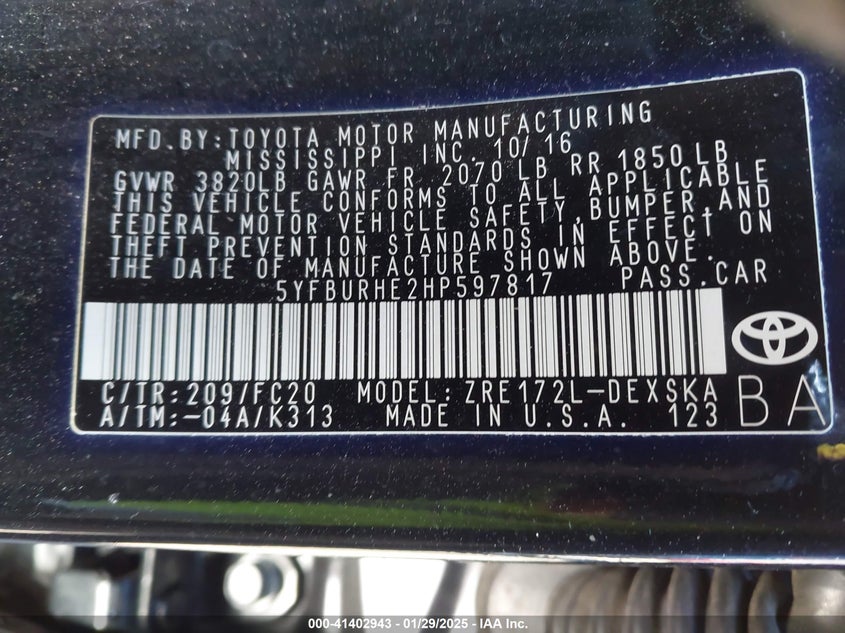 MFD.BY:TOYOTA MOTOR MANUFACTURING
MISSISSIPPI INC. 10/16
GVWR 3820LB GAWR FR 2070 LB RR 1850 LB
THIS VEHICLE CONFORMS TO ALL APPLICABLE
FEDERAL MOTOR VEHICLE SAFETY,BUMPER,AND
THEFT PREVENTION STANDARDS IN EFFECT ON
THE DATE OF MANUFACTURE SHOWN ABOVE.
5YFBURHE2HP597817 PASS.CAR
C/TR:209/FC20 MODEL: ZRE172L-DEXSKA
A/TM:-04A/K313 MADE IN U.S.A. 123
BA
000-41402943 - 01/29/2025 - IAA Inc.